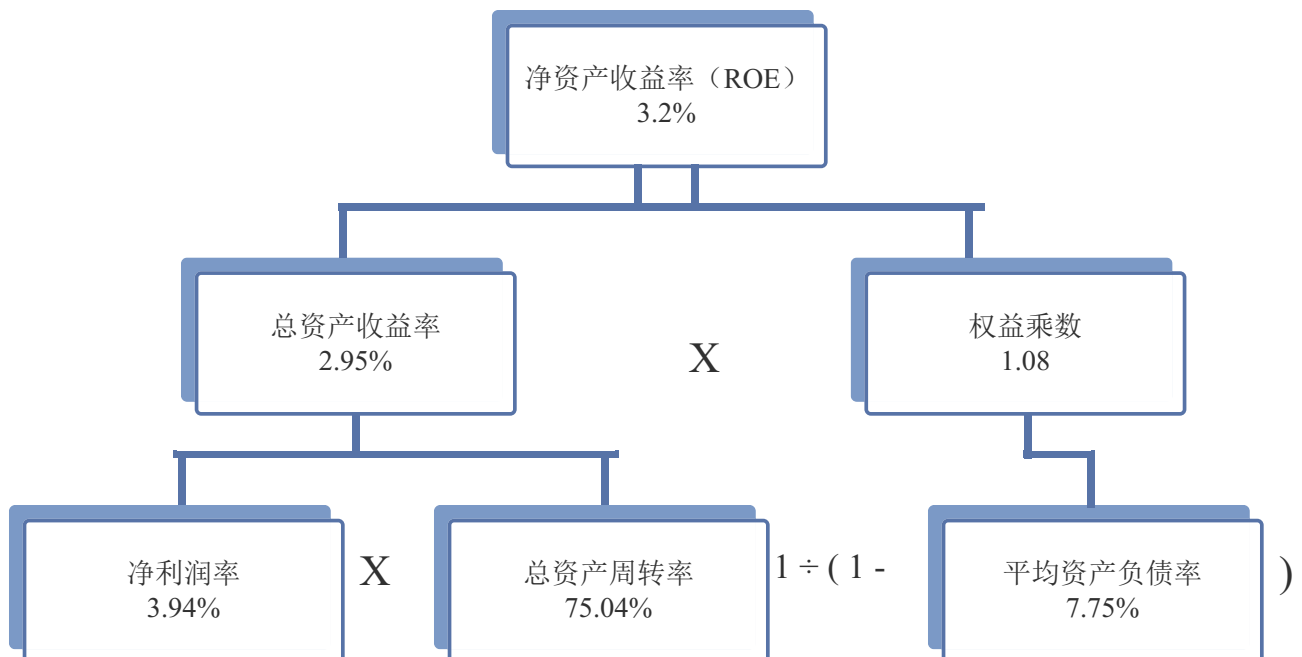 净资产收益率（ROE）
3.2%
总资产收益率
2.95%
X
权益乘数
1.08
净利润率
3.94%
X
总资产周转率
75.04%
1 ÷ ( 1 -
平均资产负债率
7.75%
)